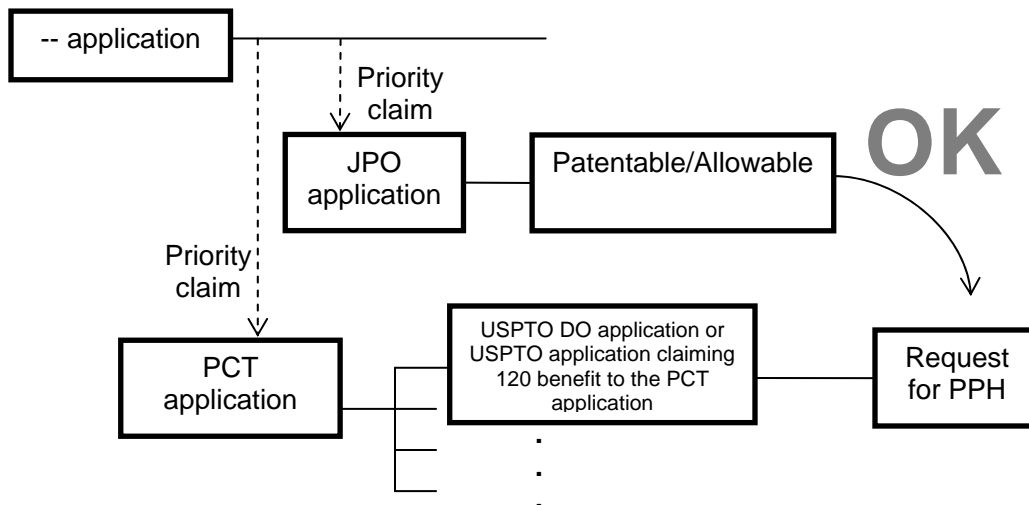 -- application
Priority
claim
OK
JPO
application
Patentable/Allowable
Priority
claim
PCT
application
USPTO DO application or
USPTO application claiming
120 benefit to the PCT
application
Request
for PPH
.
.
.